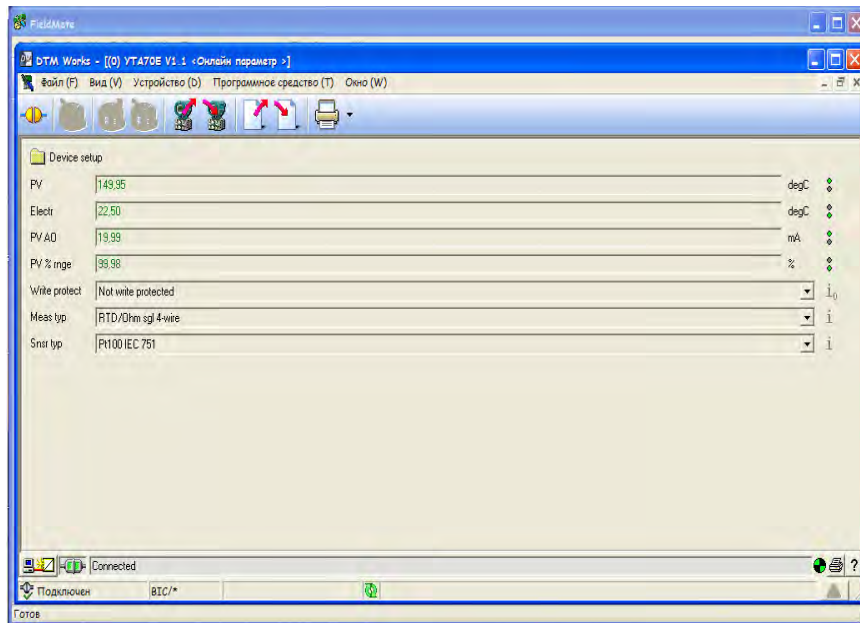 FieldMate
DTM Works - [(0) YTA70E V1.1 <Онлайн параметр >]
Файл (F) Вид (V) Устройство (D) Программное средство (T) Окно (W)
Device setup
PV 149,95 degC
Electr 22,50 degC
PV AO 19,99 mA
PV % rnge 99,98 %
Write protect Not write protected
Meas typ RTD/Ohm sgl 4-wire
Snsr typ Pt100 IEC 751
Connected
Подключен BIC/*
Готов